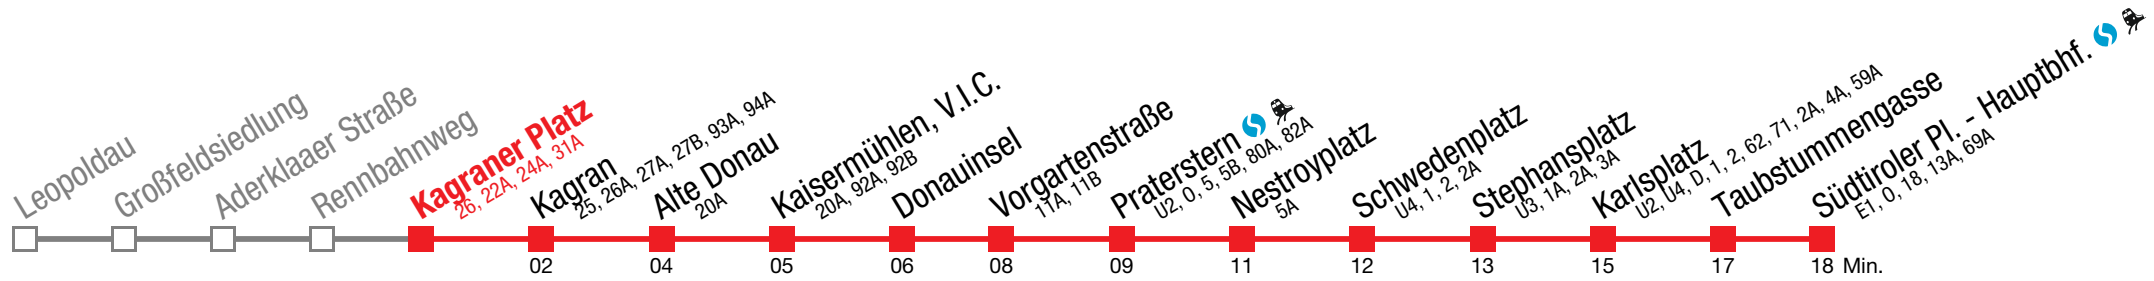 Leopoldau
Großfeldsiedlung
Aderklaaer Straße
Rennbahnweg
Kagraner Platz
26, 22A, 24A, 31A
Kagran
25, 26A, 27A, 27B, 93A, 94A
Alte Donau
20A
Kaisermühlen, V.I.C.
20A, 92A, 92B
Donauinsel
Vorgartenstraße
11A, 11B
Praterstern
U2, O, 5, 5B, 80A, 82A
Nestroyplatz
5A
Schwedenplatz
U4, 1, 2, 2A
Stephansplatz
U3, 1A, 2A, 3A
Karlsplatz
U2, U4, D, 1, 2, 62, 71, 2A, 4A, 59A
Taubstummengasse
Südtiroler Pl. - Hauptbhf.
E1, O, 18, 13A, 69A
02 04 05 06 08 09 11 12 13 15 17 18 Min.